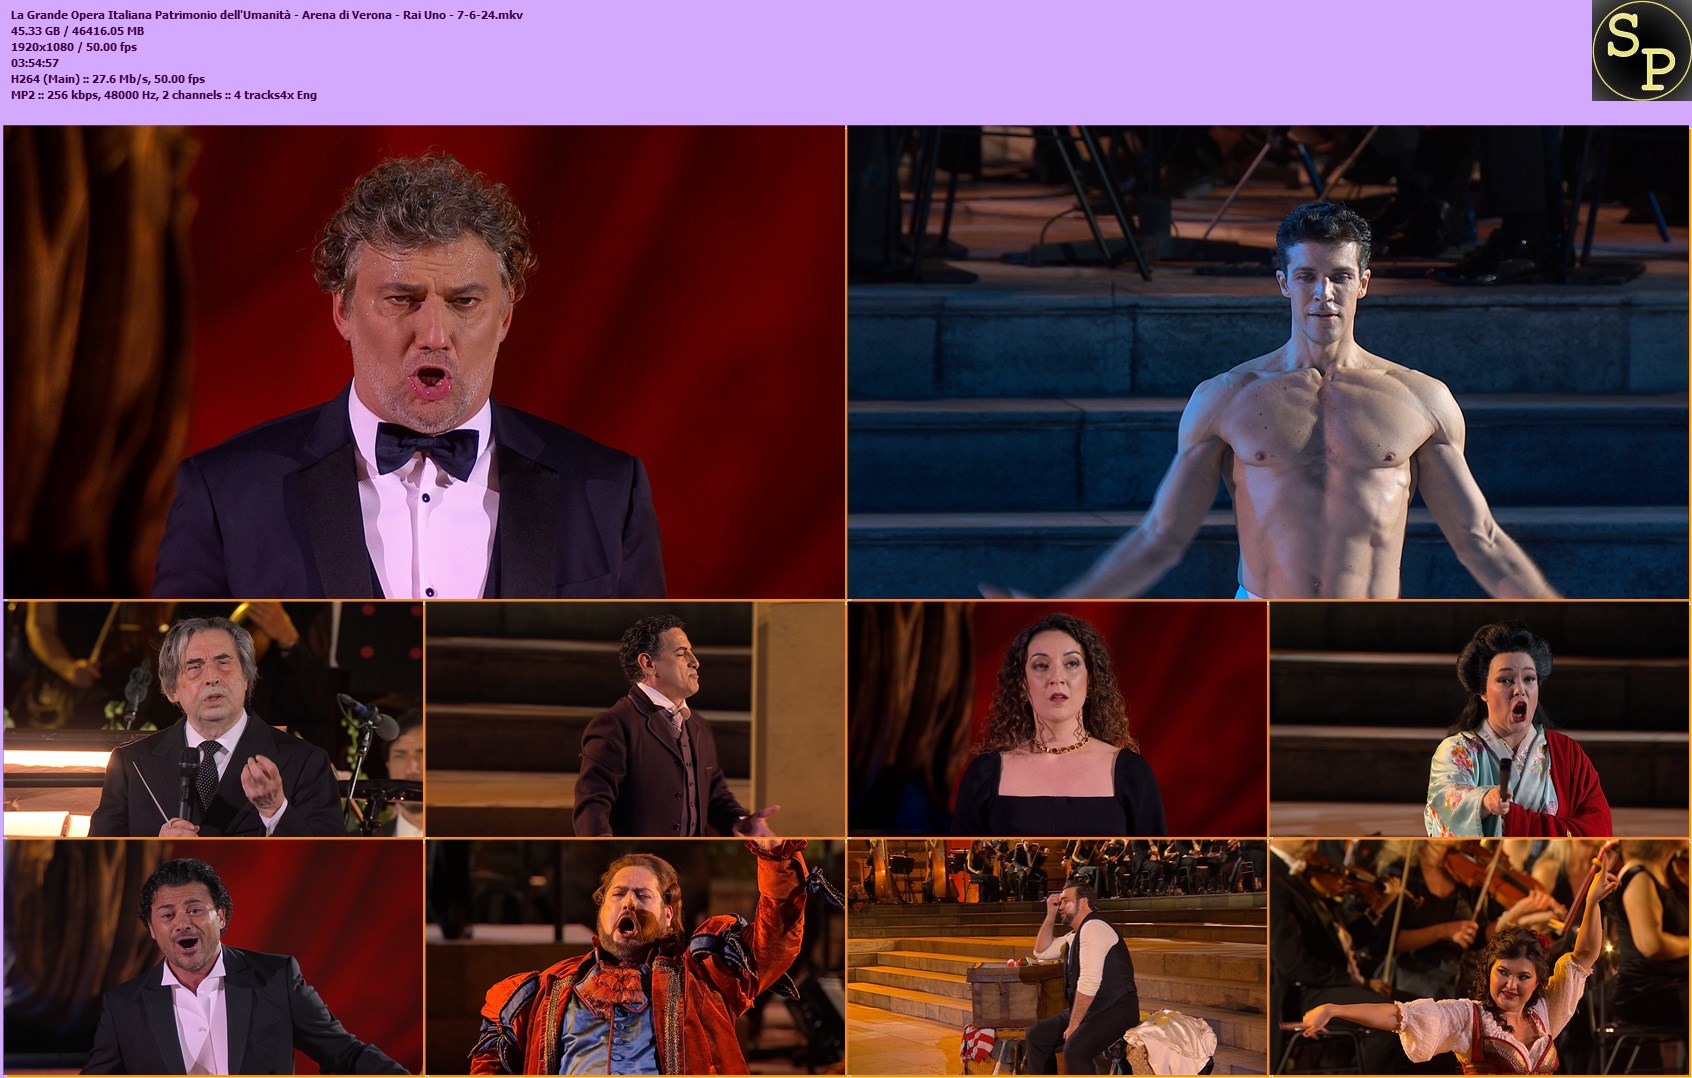 La Grande Opera Italiana Patrimonio dell'Umanità - Arena di Verona - Rai Uno - 7-6-24.mkv
45.33 GB / 46416.05 MB
1920x1080 / 50.00 fps
03:54:57
H264 (Main) :: 27.6 Mb/s, 50.00 fps
MP2 :: 256 kbps, 48000 Hz, 2 channels :: 4 tracks4x Eng
SP